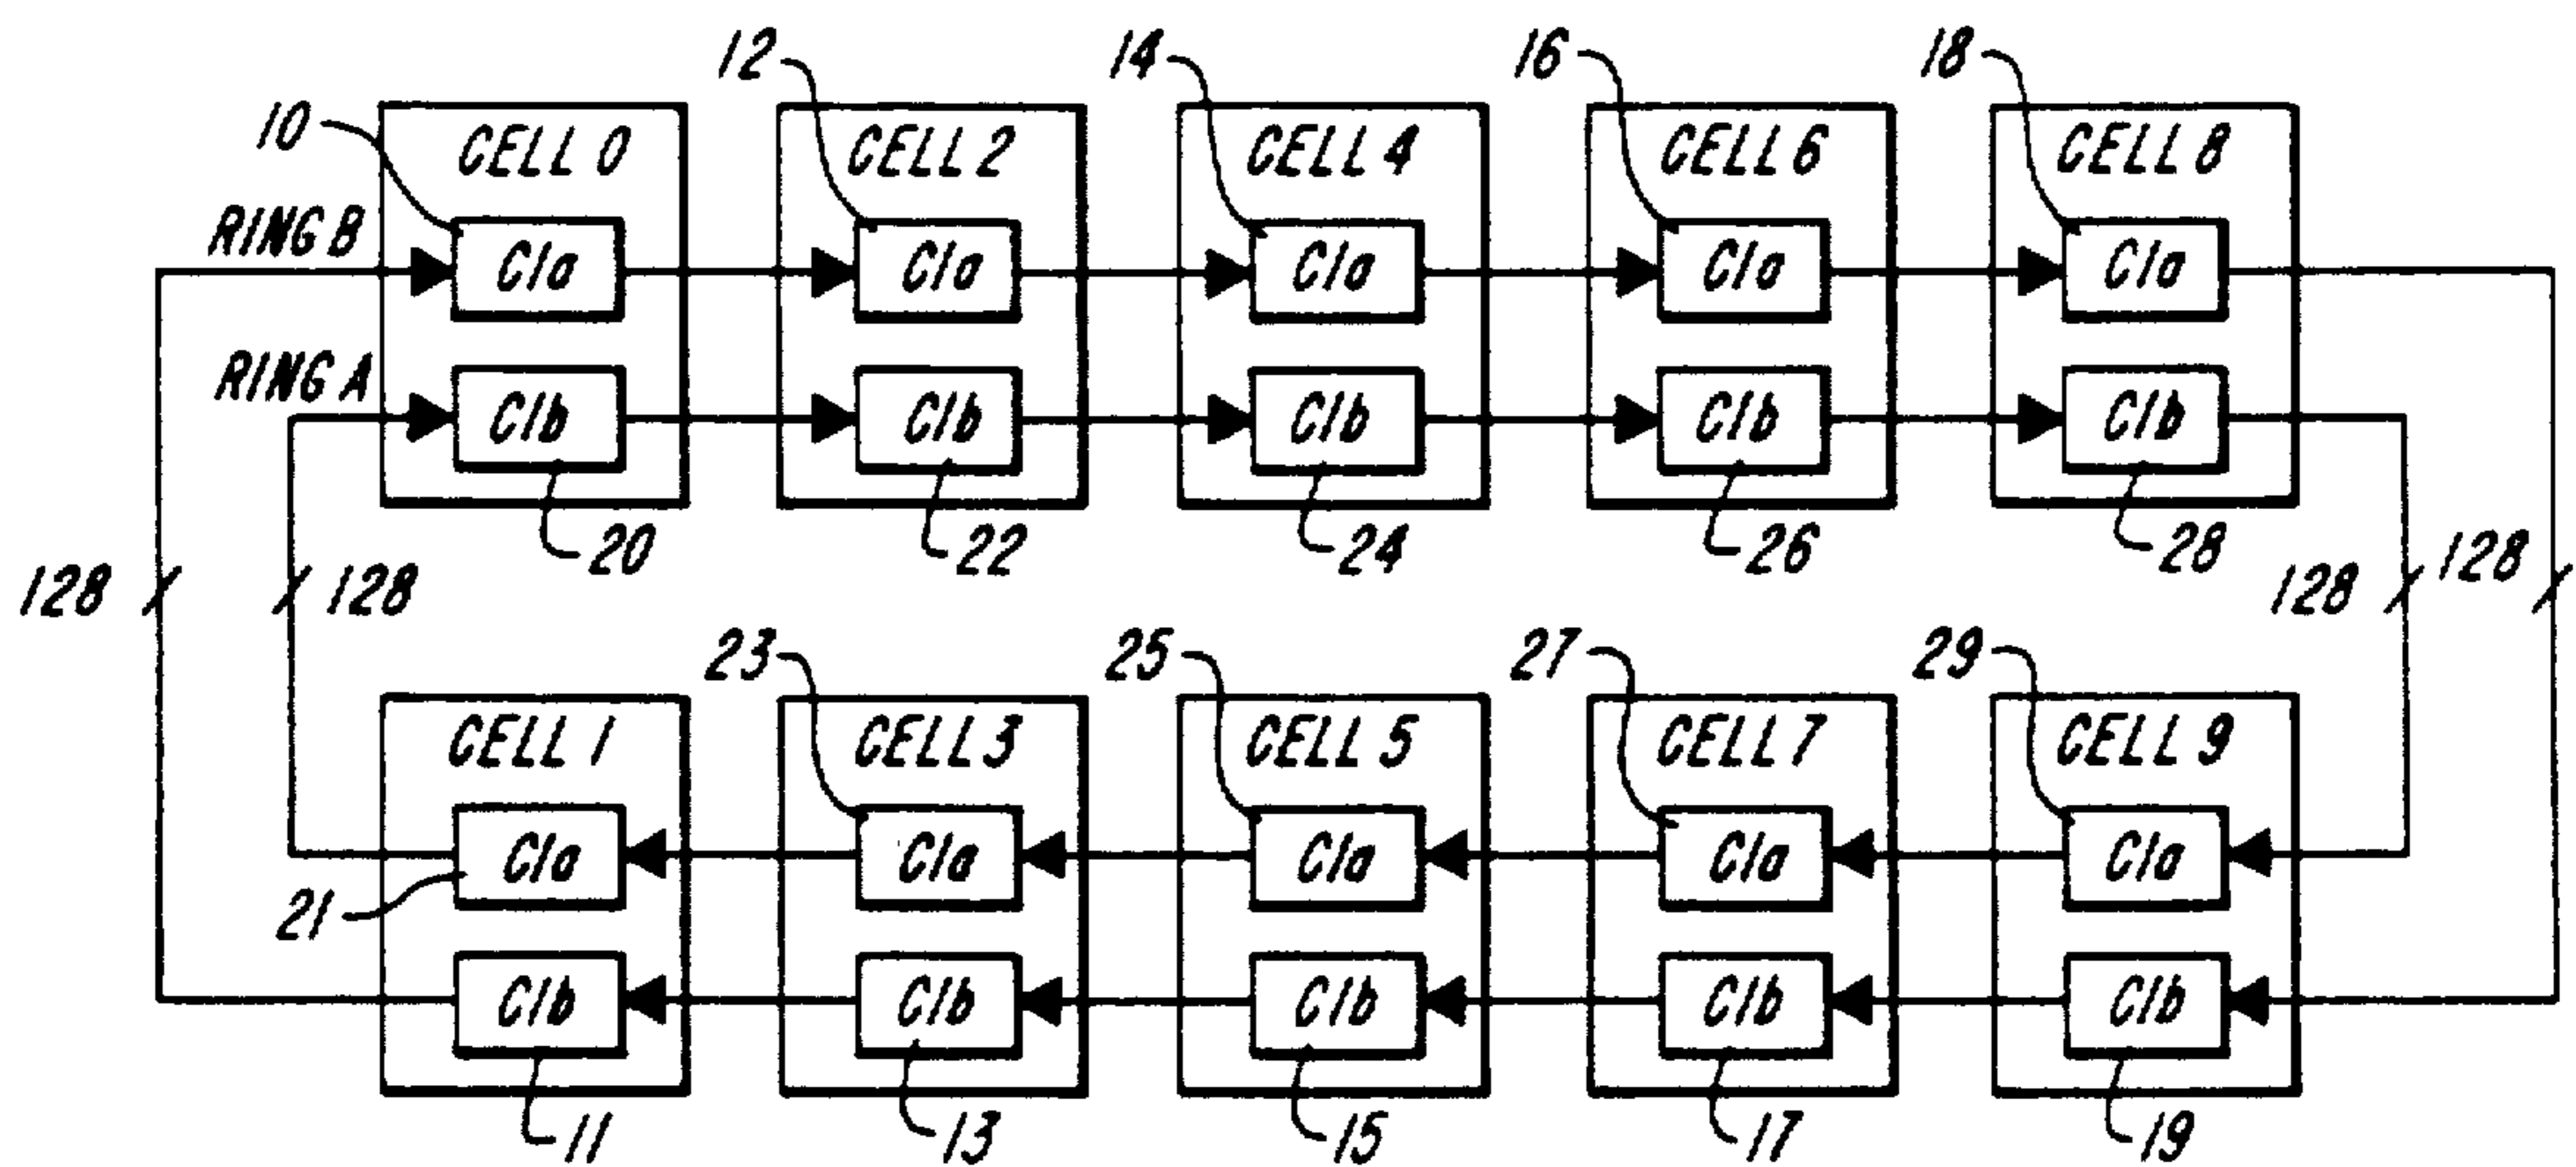 12 14 16 18
10 CELL 0 CELL 2 CELL 4 CELL 6 CELL 8
RING B CIa CIa CIa CIa CIa
RING A CIb CIb CIb CIb CIb
20 22 24 26 28
128 128 128 128
23 25 27 29
CELL 1 CELL 3 CELL 5 CELL 7 CELL 9
CIa CIa CIa CIa CIa
21
CIb CIb CIb CIb CIb
11 13 15 17 19